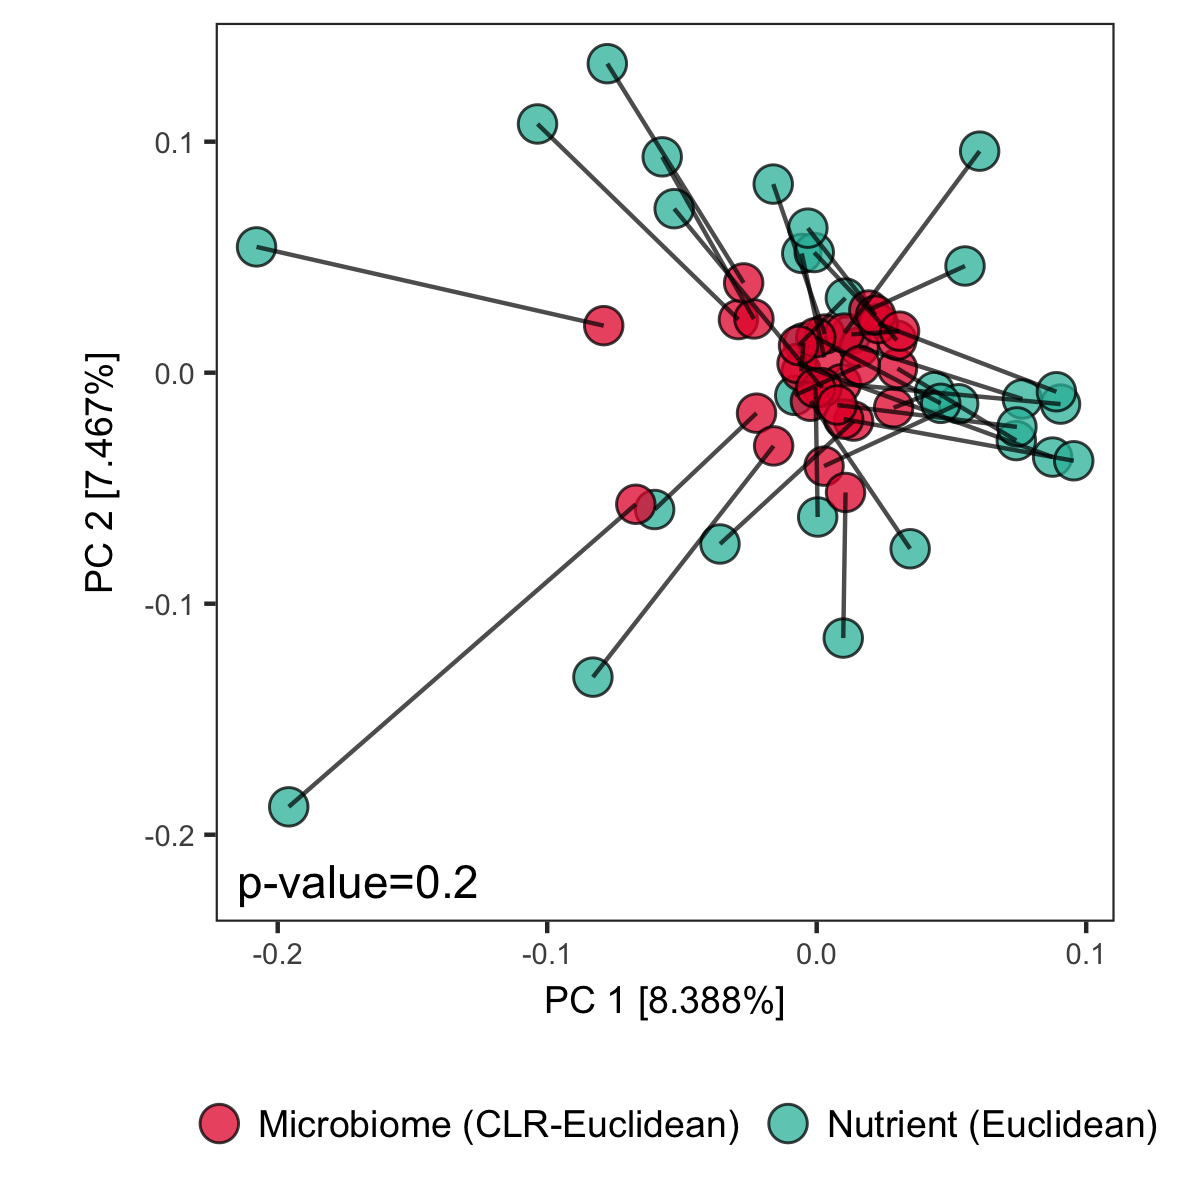 0.1
0.0
-0.1
-0.2
PC 2 [7.467%]
p-value=0.2
-0.2 -0.1 0.0 0.1
PC 1 [8.388%]
Microbiome (CLR-Euclidean) Nutrient (Euclidean)